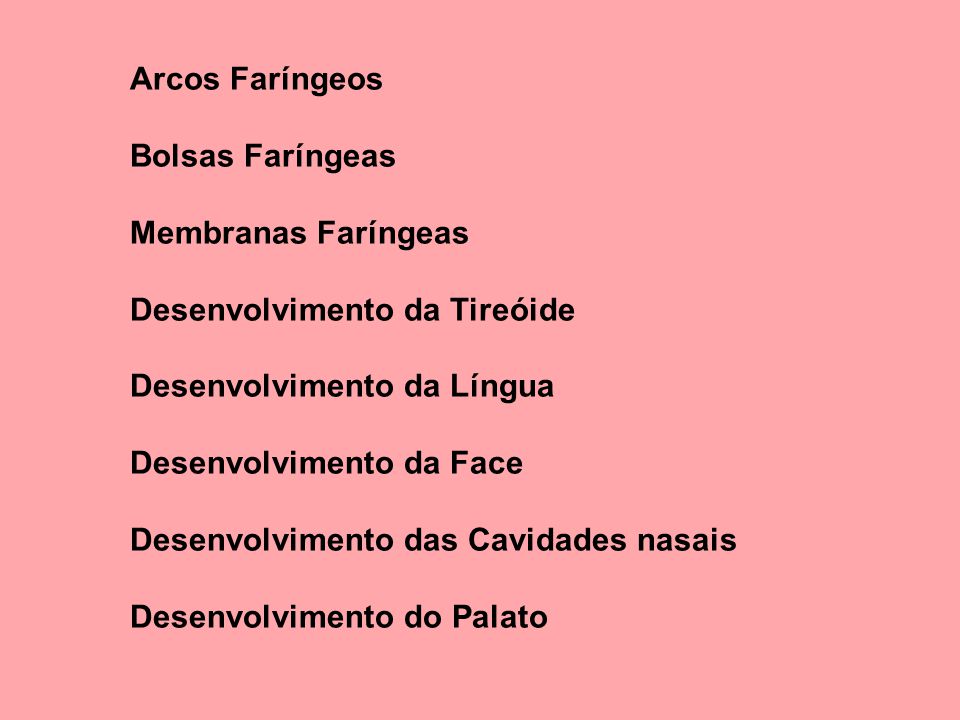 Arcos Faríngeos
Bolsas Faríngeas
Membranas Faríngeas
Desenvolvimento da Tireóide
Desenvolvimento da Língua
Desenvolvimento da Face
Desenvolvimento das Cavidades nasais
Desenvolvimento do Palato